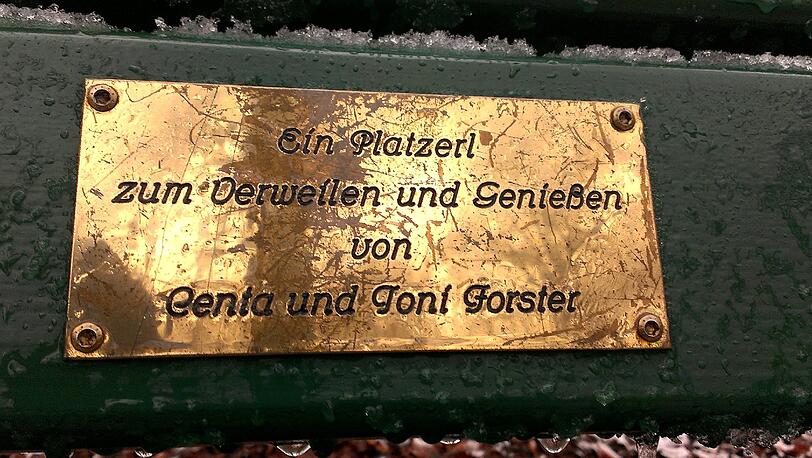 Ein Platzerl
zum Verweilen und Genießen
von
Centa und Toni Forster